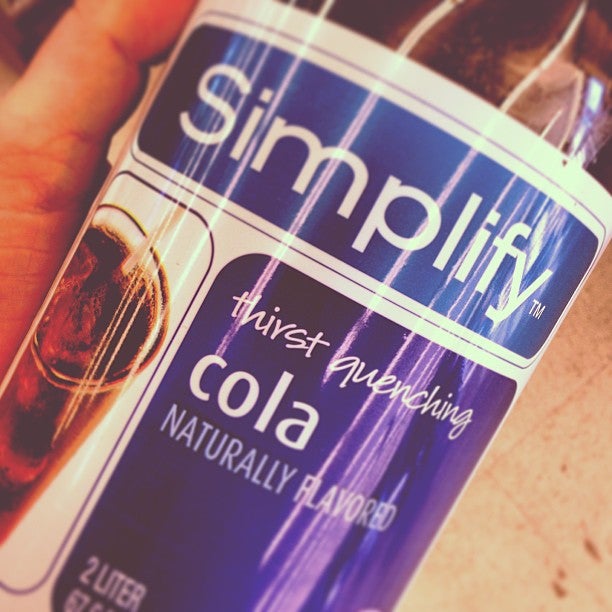 Simplify™
thirst quenching
cola
NATURALLY FLAVORED
2 LITER